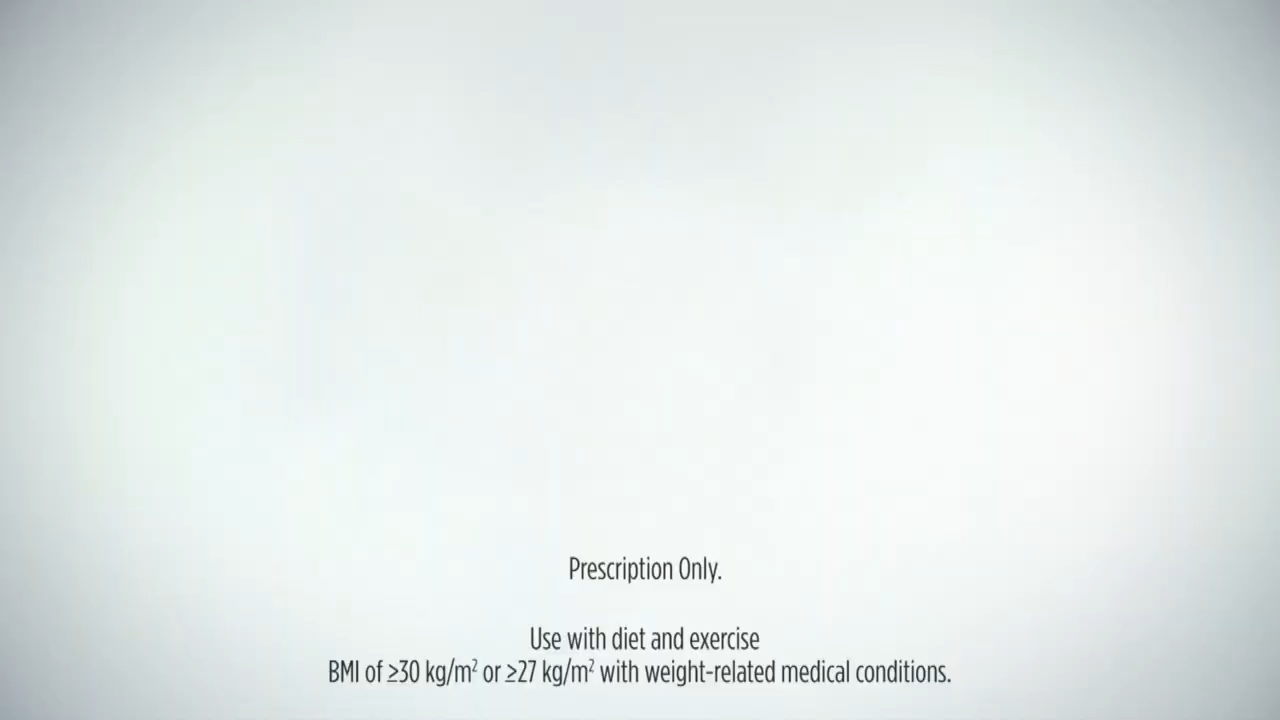 Prescription Only.
Use with diet and exercise
BMI of ≥30 kg/m² or ≥27 kg/m² with weight-related medical conditions.